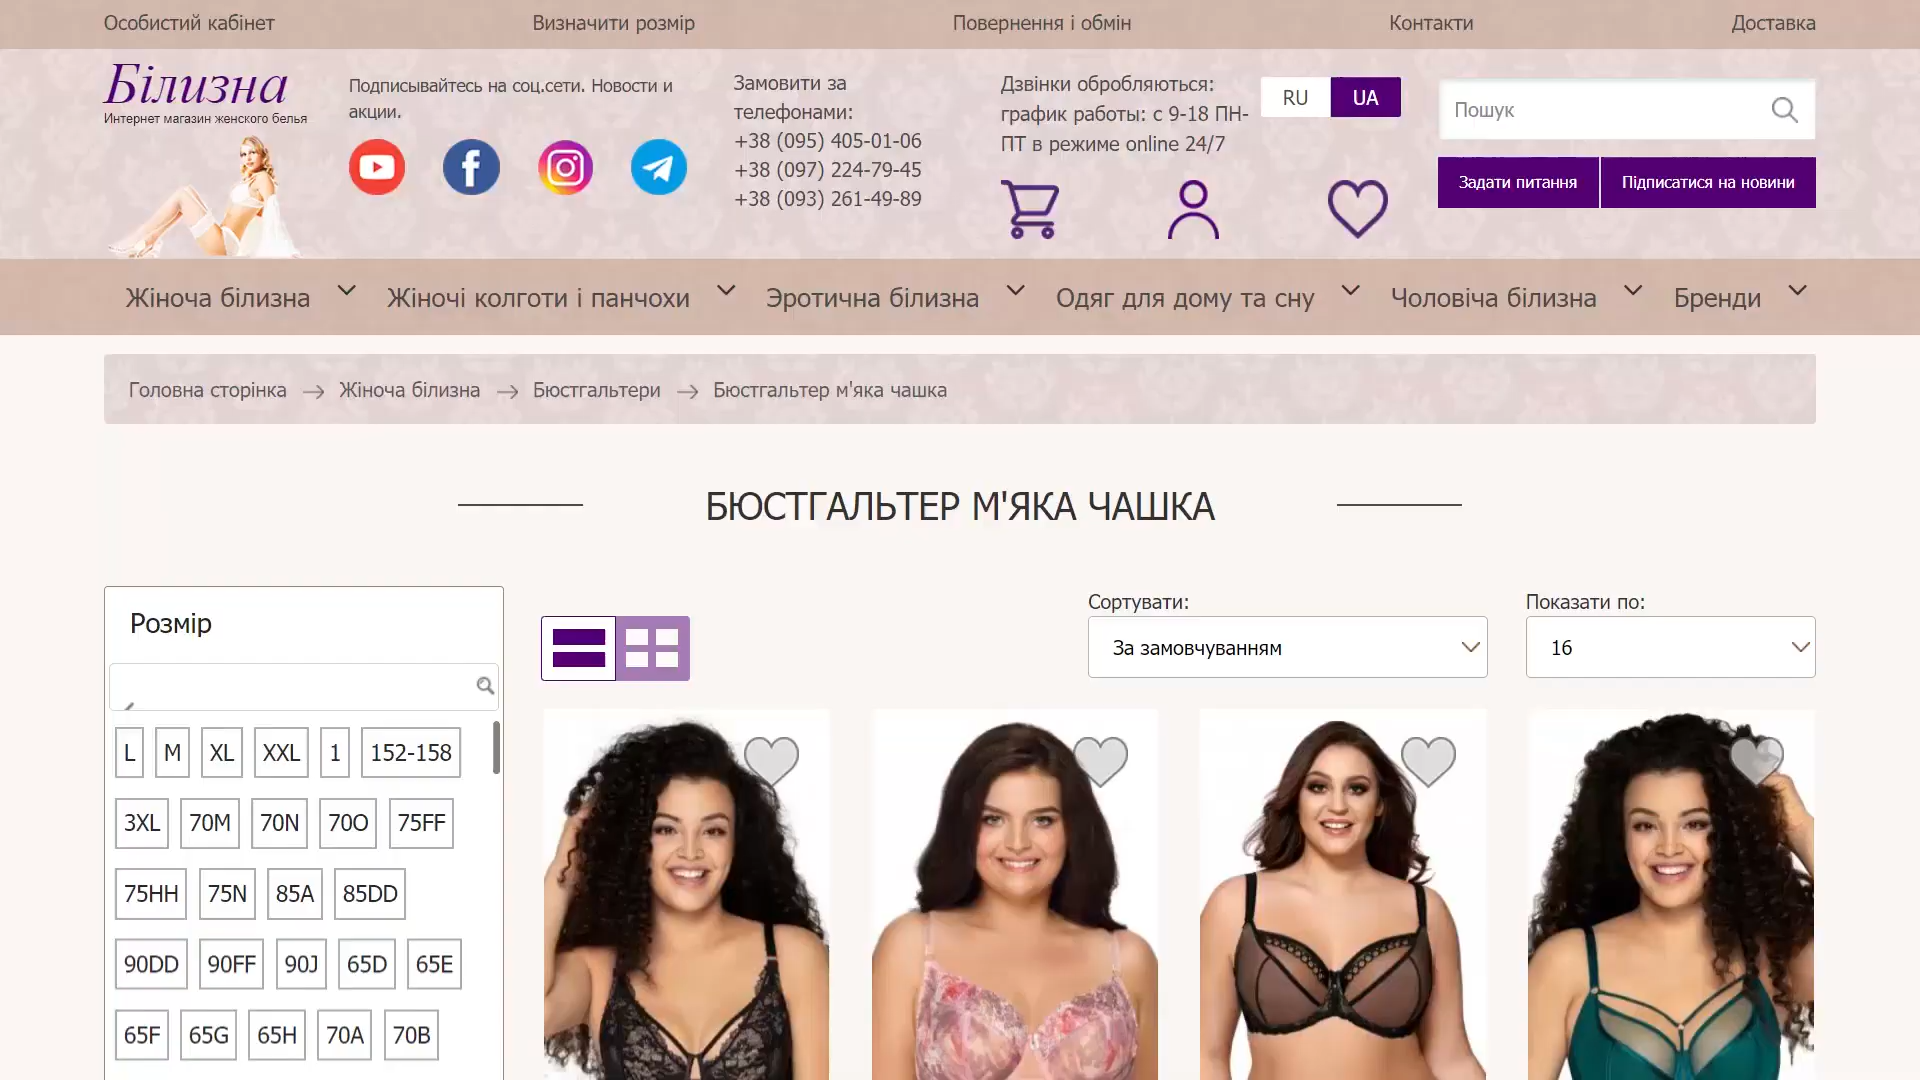 Особистий кабінет
Визначити розмір
Повернення і обмін
Контакти
Доставка
Білизна
Интернет магазин женского белья
Подписывайтесь на соц.сети. Новости и
акции.
Замовити за
телефонами:
+38 (095) 405-01-06
+38 (097) 224-79-45
+38 (093) 261-49-89
Дзвінки обробляються:
график работы: с 9-18 ПН-
ПТ в режиме online 24/7
RU
UA
Пошук
Задати питання
Підписатися на новини
Жіноча білизна
Жіночі колготи і панчохи
Эротична білизна
Одяг для дому та сну
Чоловіча білизна
Бренди
Головна сторінка
Жіноча білизна
Бюстгальтери
Бюстгальтер м'яка чашка
БЮСТГАЛЬТЕР М'ЯКА ЧАШКА
Розмір
Сортувати:
За замовчуванням
Показати по:
16
L M XL XXL 1 152-158
3XL 70M 70N 70O 75FF
75HH 75N 85A 85DD
90DD 90FF 90J 65D 65E
65F 65G 65H 70A 70B